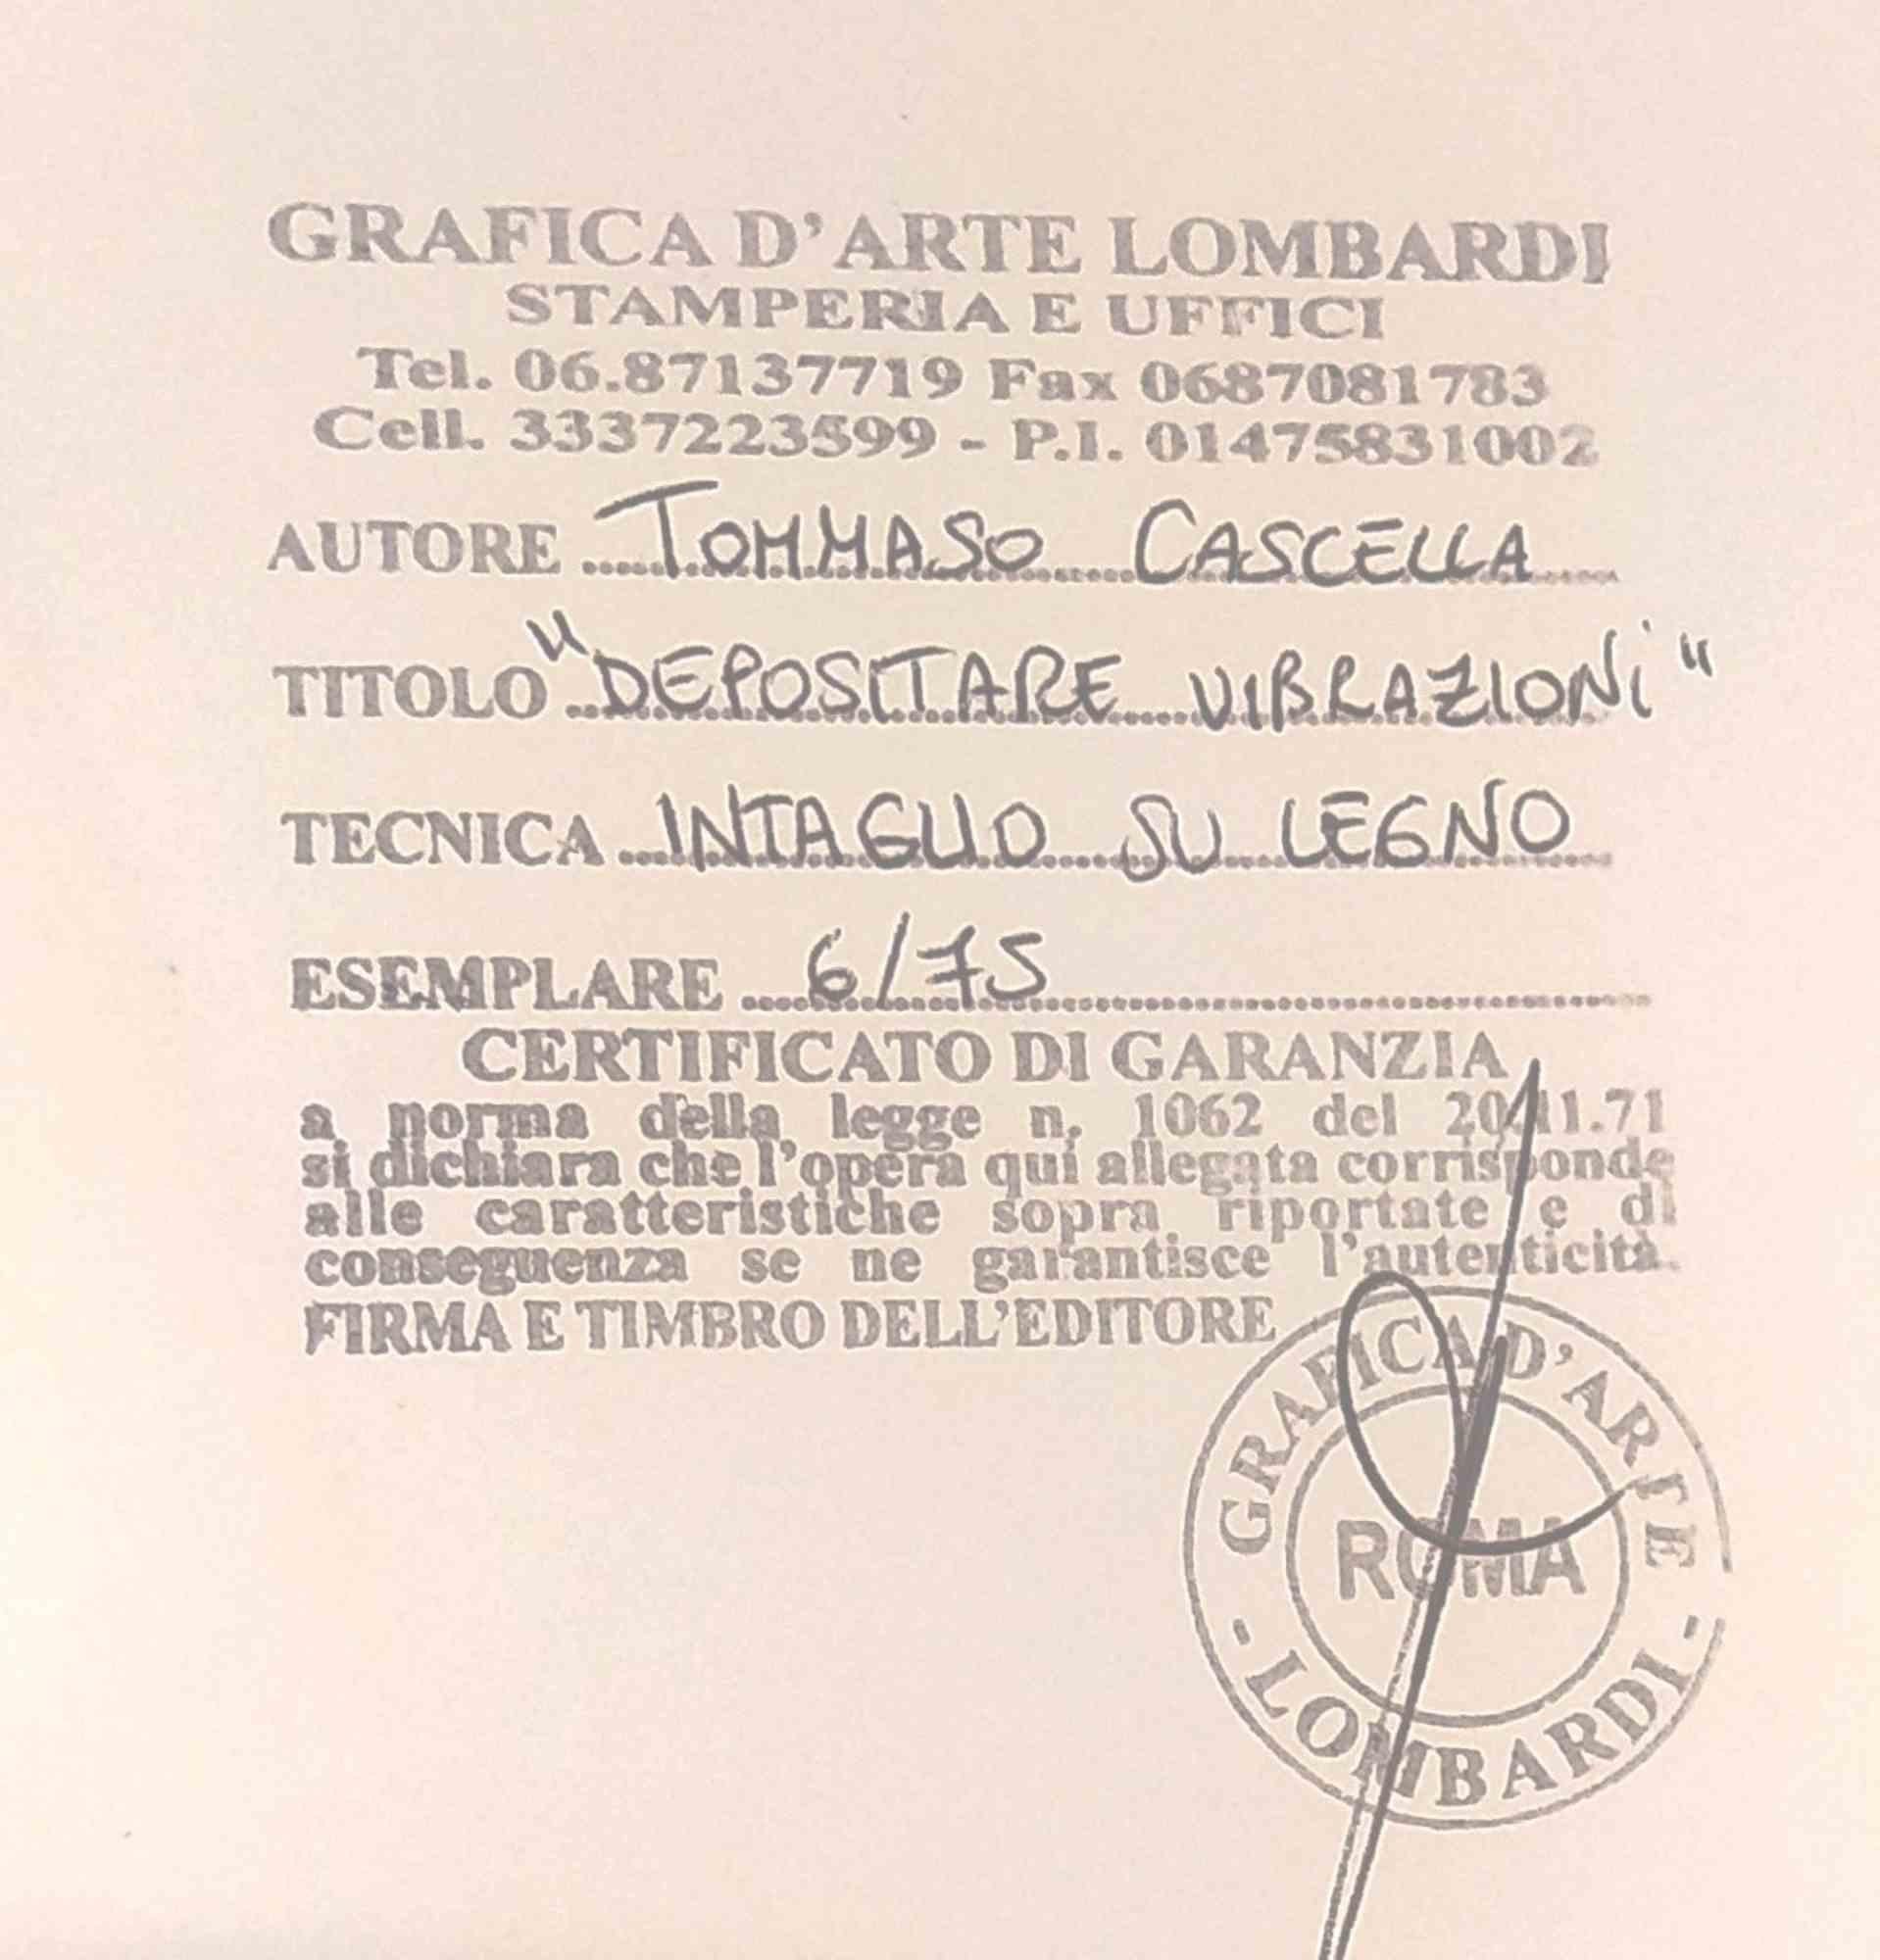 GRAFICA D'ARTE LOMBARDI
STAMPERIA E UFFICI
Tel. 06.87137719 Fax 0687081783
Cell. 3337223599 - P.I. 01475831002
AUTORE TOMMASO CASCELLA
TITOLO "DEPOSITARE VIBRAZIONi"
TECNICA INTAGLIO SU LEGNO
ESEMPLARE 6/75
CERTIFICATO DI GARANZIA
a norma della legge n. 1062 del 20.11.71
si dichiara che l'opera qui allegata corrisponde
alle caratteristiche sopra riportate e di
conseguenza se ne garantisce l'autenticità.
FIRMA E TIMBRO DELL'EDITORE
GRAFICA D'ARTE
ROMA
- LOMBARDI -